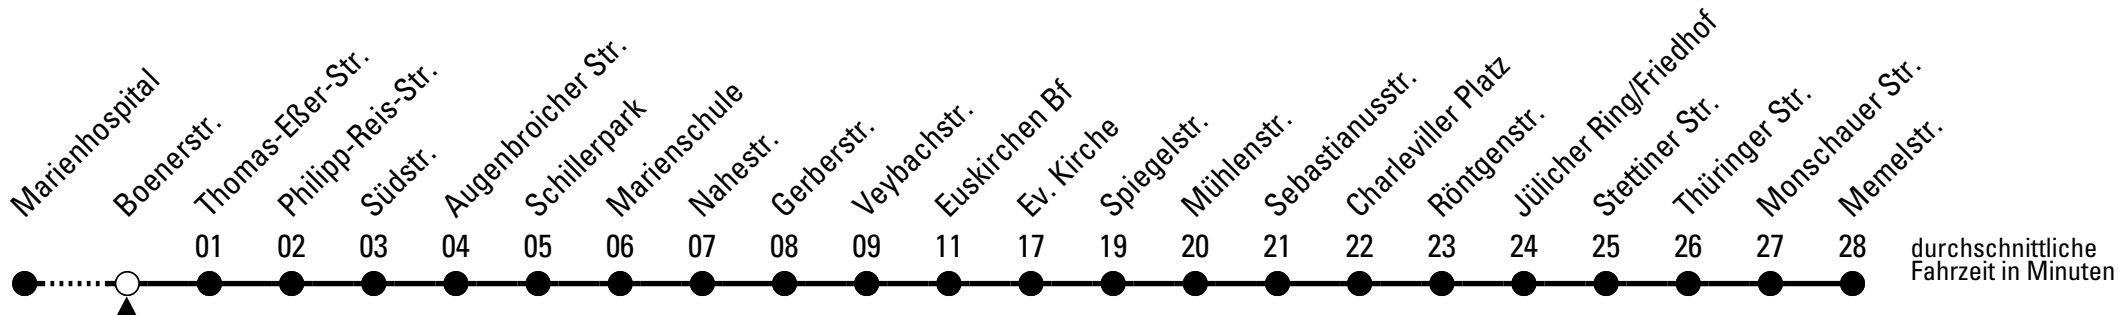 Marienhospital
Boenerstr.
Thomas-Eßer-Str.
Philipp-Reis-Str.
Südstr.
Augenbroicher Str.
Schillerpark
Marienschule
Nahestr.
Gerberstr.
Veybachstr.
Euskirchen Bf
Ev. Kirche
Spiegelstr.
Mühlenstr.
Sebastianusstr.
Charleviller Platz
Röntgenstr.
Jülicher Ring/Friedhof
Stettiner Str.
Thüringer Str.
Monschauer Str.
Memelstr.
01 02 03 04 05 06 07 08 09 11 17 19 20 21 22 23 24 25 26 27 28
durchschnittliche
Fahrzeit in Minuten